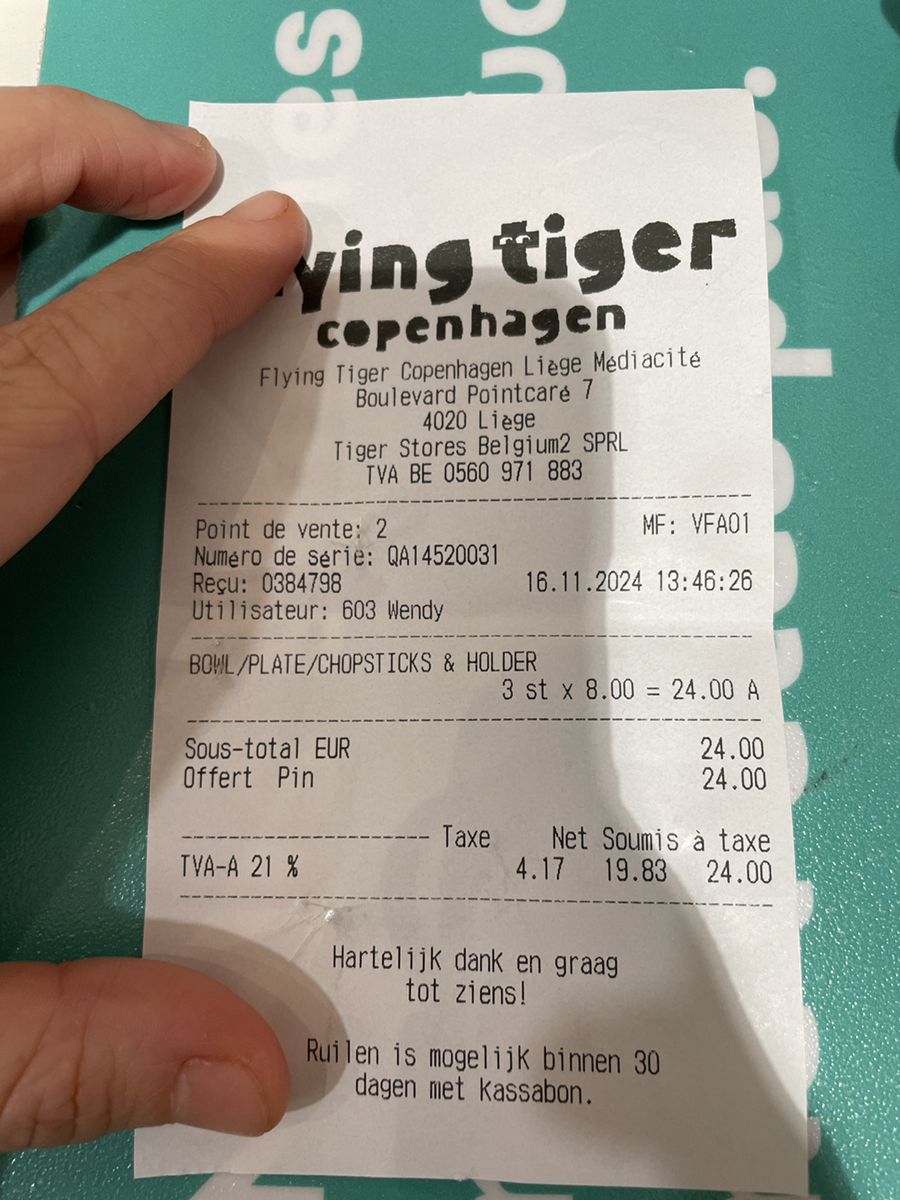 ying tiger
copenhagen
Flying Tiger Copenhagen Liège Médiacité
Boulevard Pointcaré 7
4020 Liège
Tiger Stores Belgium2 SPRL
TVA BE 0560 971 883
Point de vente: 2 MF: VFA01
Numéro de série: QA14520031
Reçu: 0384798 16.11.2024 13:46:26
Utilisateur: 603 Wendy
BOWL/PLATE/CHOPSTICKS & HOLDER
3 st x 8.00 = 24.00 A
Sous-total EUR 24.00
Offert Pin 24.00
Taxe Net Soumis à taxe
TVA-A 21 % 4.17 19.83 24.00
Hartelijk dank en graag
tot ziens!
Ruilen is mogelijk binnen 30
dagen met kassabon.